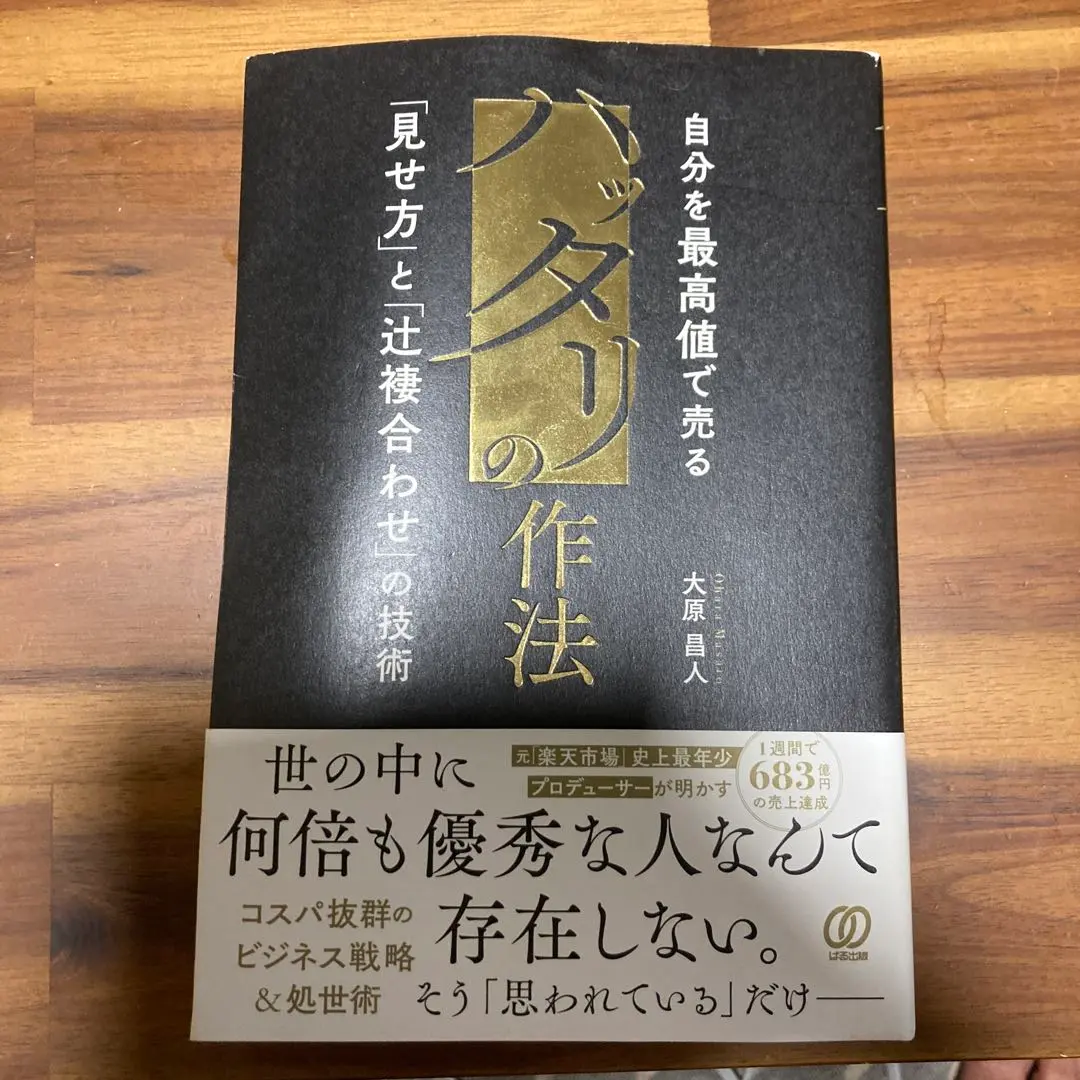 自分を最高値で売る
ハッタリの作法
「見せ方」と「辻褄合わせ」の技術
大原 昌人
Ohara Masato
元「楽天市場」史上最年少
プロデューサーが明かす
1週間で
683億円
の売上達成
世の中に
何倍も優秀な人なんて
存在しない。
そう「思われている」だけ――
コスパ抜群の
ビジネス戦略
&処世術
ぱる出版